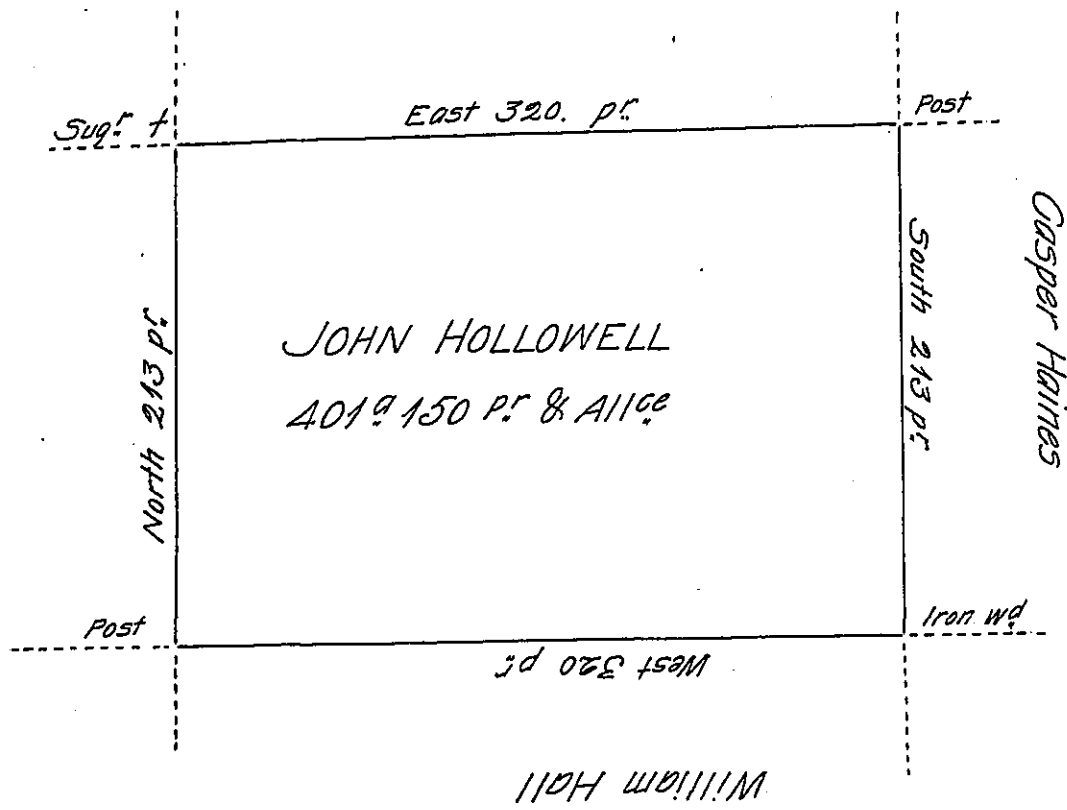 East 320. pr.
Sugr. t
Post
Casper Haines
South 213 pr.
North 213 pr.
JOHN HOLLOWELL
401a. 150 Pr. & Allce.
Post
Iron wd.
West 320 pr.
William Hall